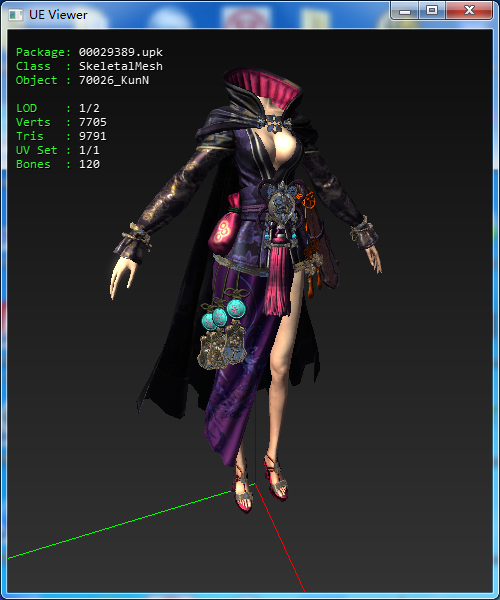 UE Viewer
Package: 00029389.upk
Class : SkeletalMesh
Object : 70026_KunN
LOD : 1/2
Verts : 7705
Tris : 9791
UV Set : 1/1
Bones : 120